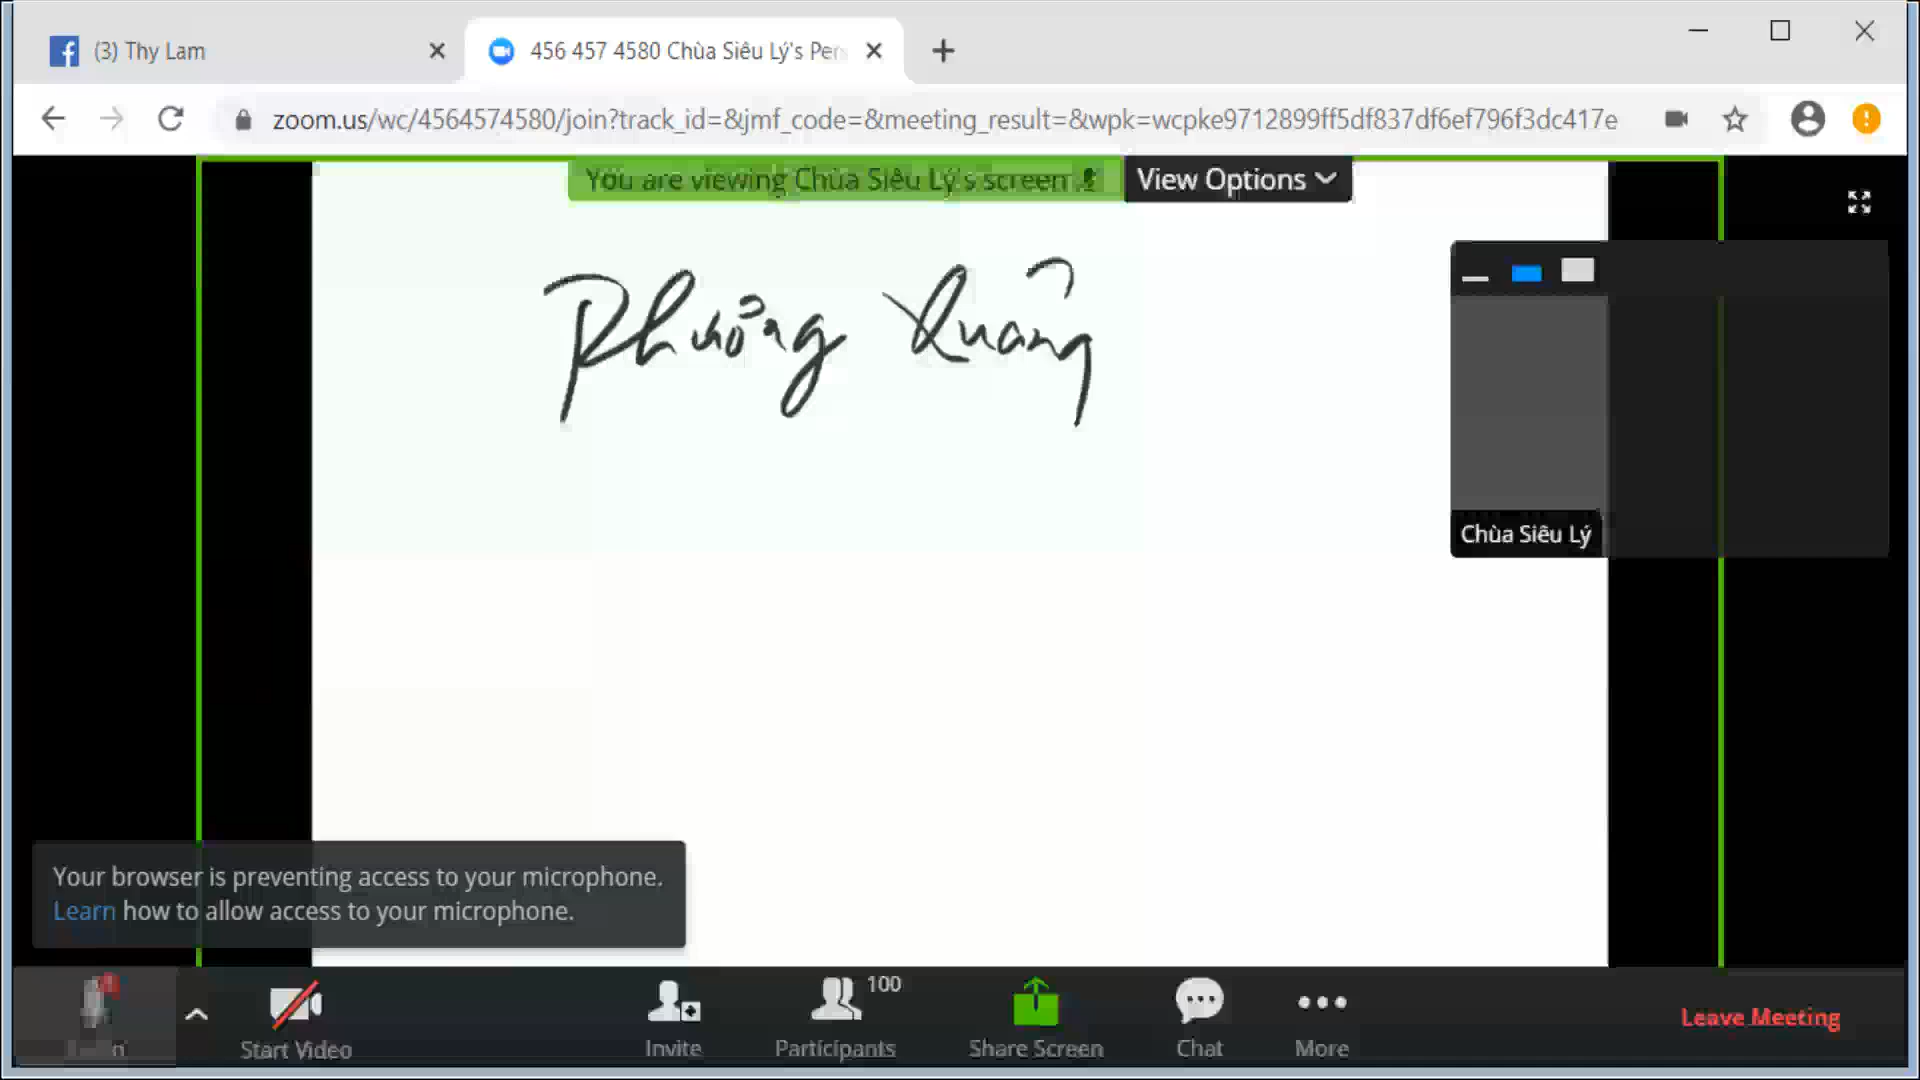 (3) Thy Lam
456 457 4580 Chùa Siêu Lý's Per
zoom.us/wc/4564574580/join?track_id=&jmf_code=&meeting_result=&wpk=wcpke9712899ff5df837df6ef796f3dc417e
You are viewing Chùa Siêu Lý's screen
View Options
Phưởng Xuân
Chùa Siêu Lý
Your browser is preventing access to your microphone.
Learn how to allow access to your microphone.
100
Start Video
Invite
Participants
Share Screen
Chat
More
Leave Meeting